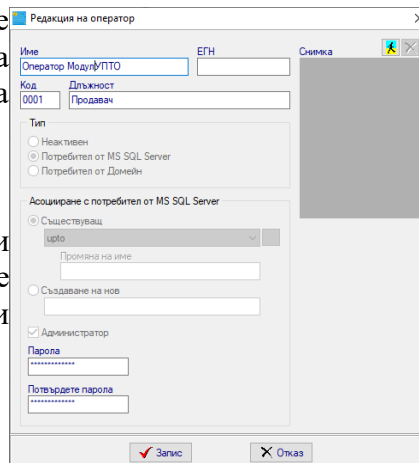 Редакция на оператор
е
а
а
Име
ЕГН
Снимка
Оператор МодулУПТО
Код
Длъжност
0001
Продавач
Тип
Неактивен
Потребител от MS SQL Server
Потребител от Домейн
Асоцииране с потребител от MS SQL Server
Съществуващ
upto
Промяна на име
Създаване на нов
и
е
и
Администратор
Парола
*************
Потвърдете парола
*************
Запис
Отказ